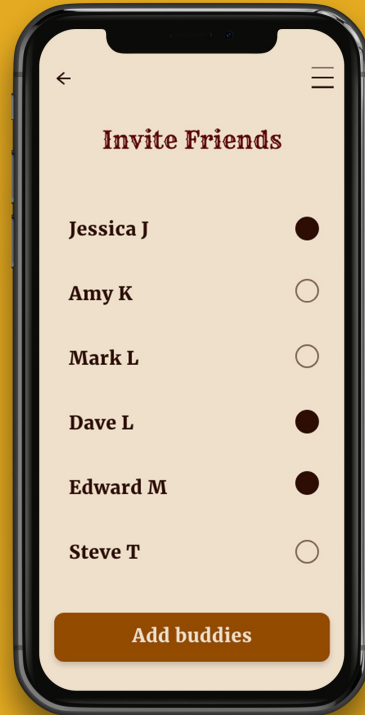 Invite Friends
Jessica J
Amy K
Mark L
Dave L
Edward M
Steve T
Add buddies